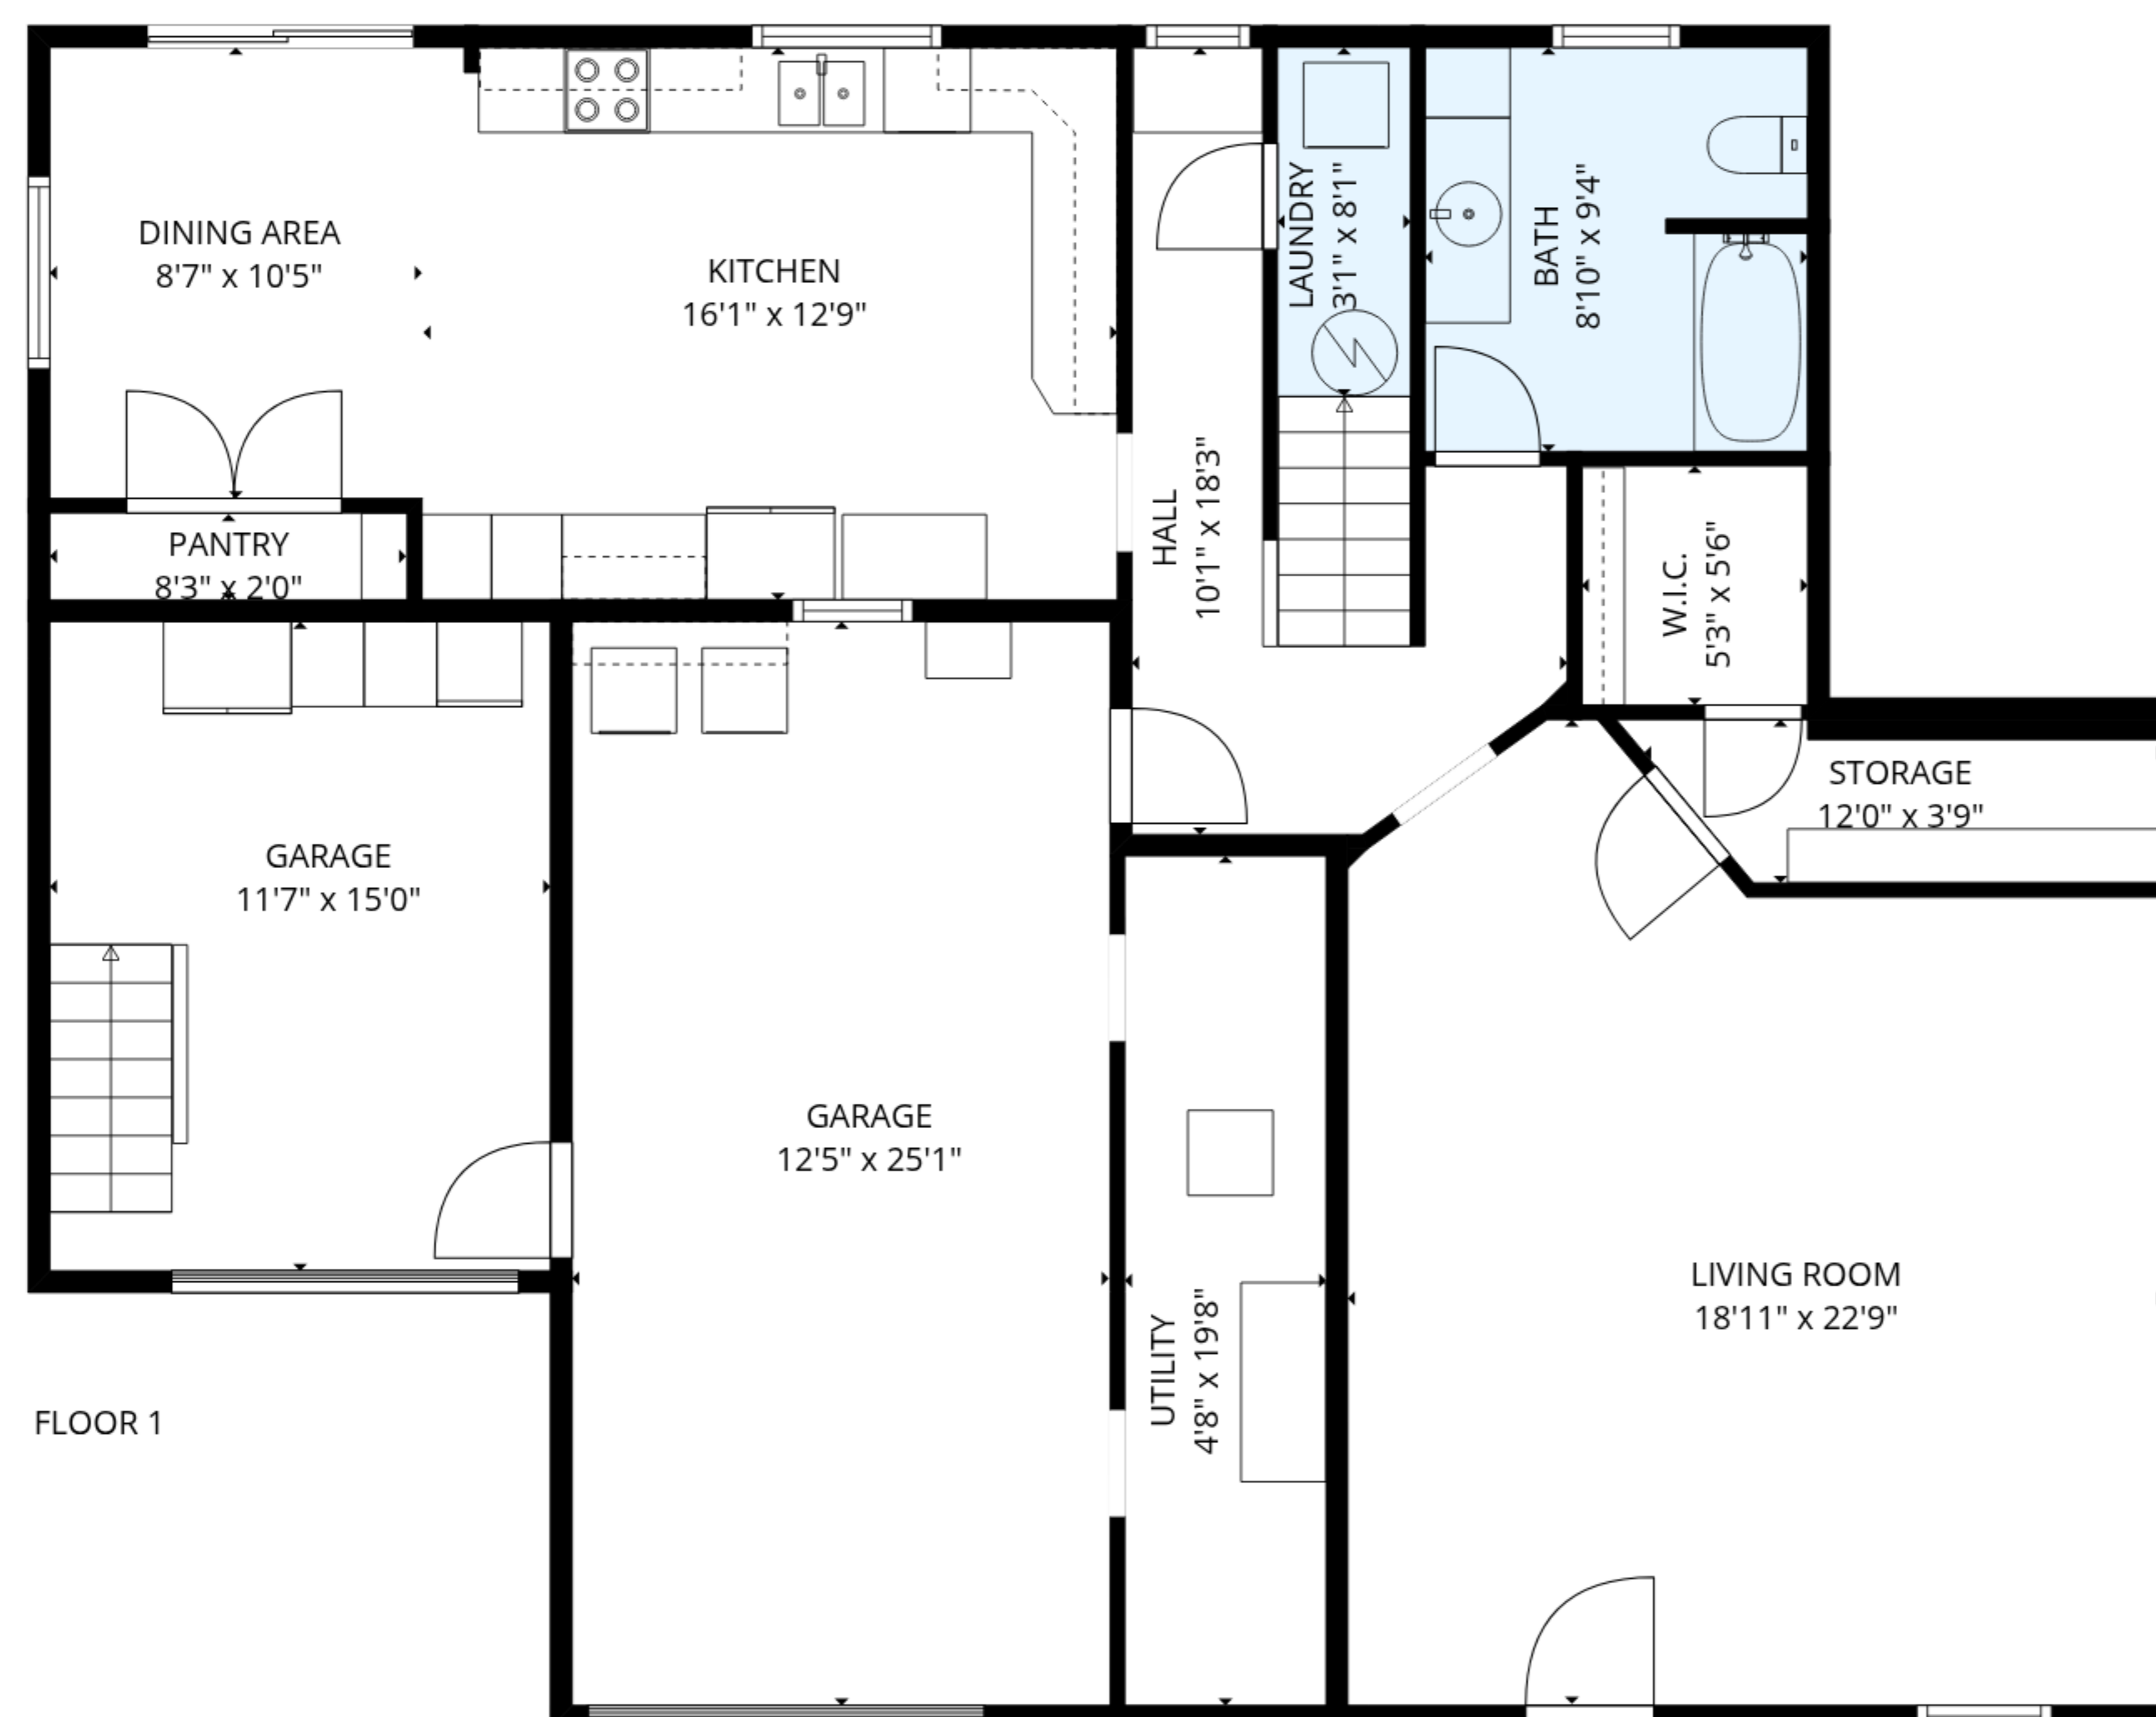 DINING AREA
8'7" x 10'5"
KITCHEN
16'1" x 12'9"
LAUNDRY
3'1" x 8'1"
BATH
8'10" x 9'4"
PANTRY
8'3" x 2'0"
HALL
10'1" x 18'3"
W.I.C.
5'3" x 5'6"
STORAGE
12'0" x 3'9"
GARAGE
11'7" x 15'0"
GARAGE
12'5" x 25'1"
UTILITY
4'8" x 19'8"
LIVING ROOM
18'11" x 22'9"
FLOOR 1